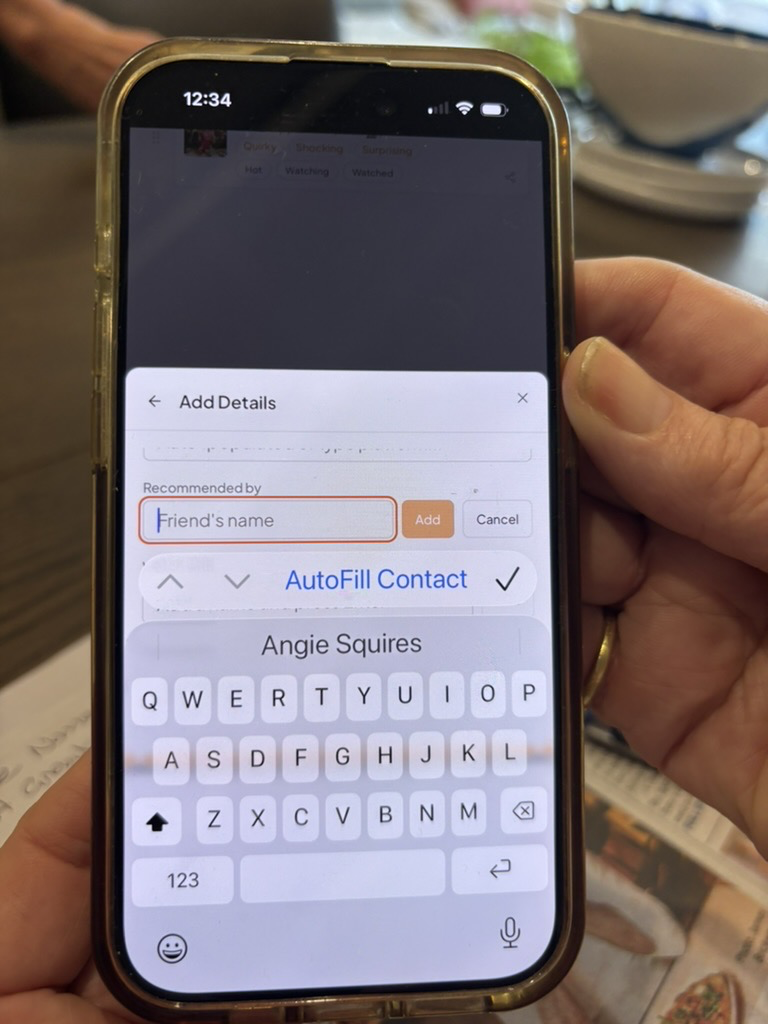 12:34
Quirky Shocking Surprising
Hot Watching Watched
Add Details
Recommended by
Friend's name Add Cancel
AutoFill Contact
Angie Squires
Q W E R T Y U I O P
A S D F G H J K L
Z X C V B N M
123